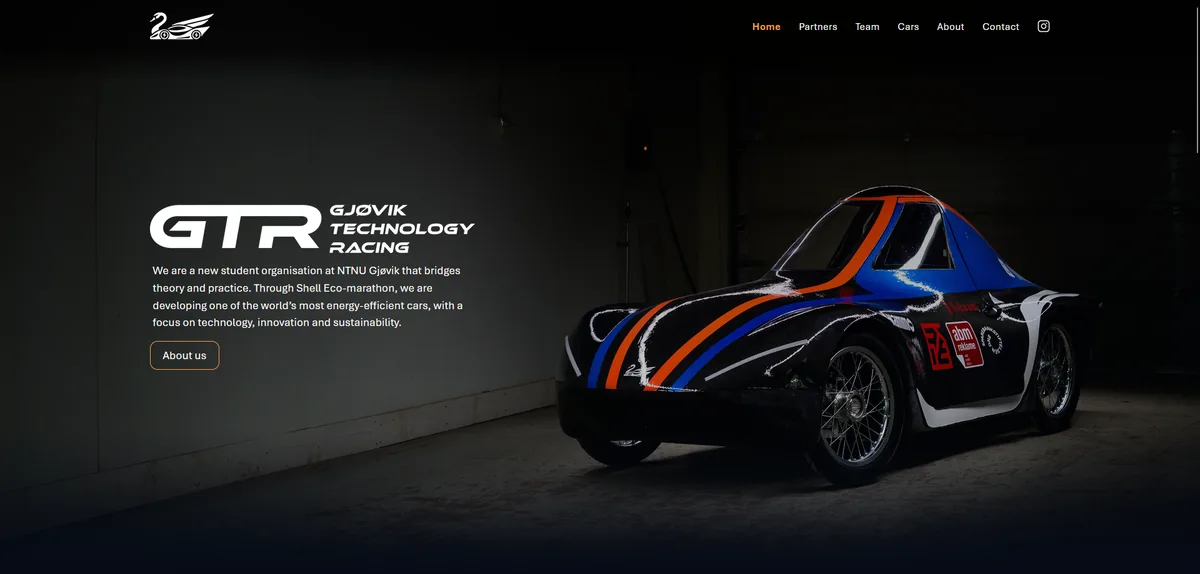 Home Partners Team Cars About Contact
GTR
GJØVIK
TECHNOLOGY
RACING
We are a new student organisation at NTNU Gjøvik that bridges
theory and practice. Through Shell Eco-marathon, we are
developing one of the world's most energy-efficient cars, with a
focus on technology, innovation and sustainability.
About us
abm
reklame